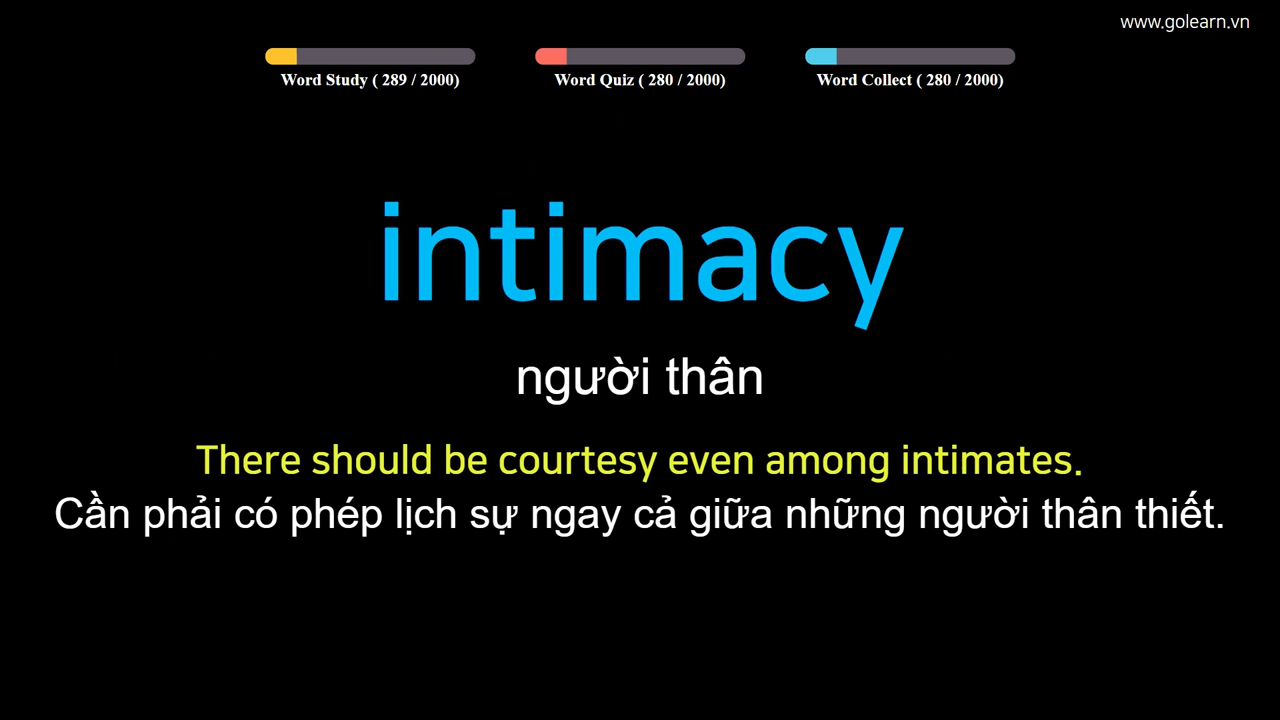 www.golearn.vn
Word Study ( 289 / 2000)
Word Quiz ( 280 / 2000)
Word Collect ( 280 / 2000)
intimacy
người thân
There should be courtesy even among intimates.
Cần phải có phép lịch sự ngay cả giữa những người thân thiết.